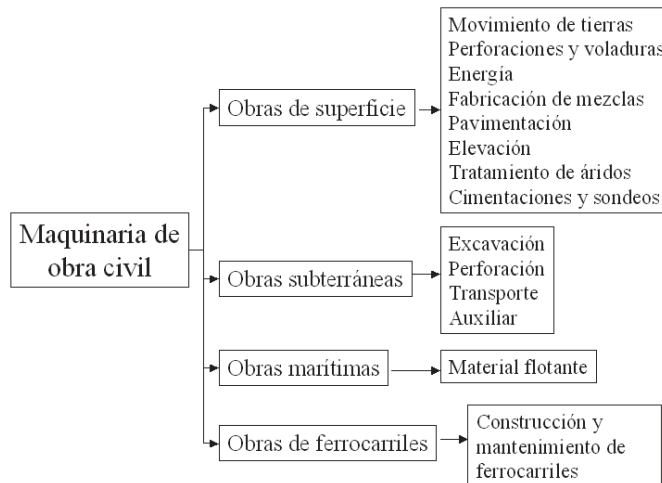 Maquinaria de
obra civil
Obras de superficie
Movimiento de tierras
Perforaciones y voladuras
Energía
Fabricación de mezclas
Pavimentación
Elevación
Tratamiento de áridos
Cimentaciones y sondeos
Obras subterráneas
Excavación
Perforación
Transporte
Auxiliar
Obras marítimas
Material flotante
Obras de ferrocarriles
Construcción y
mantenimiento de
ferrocarriles